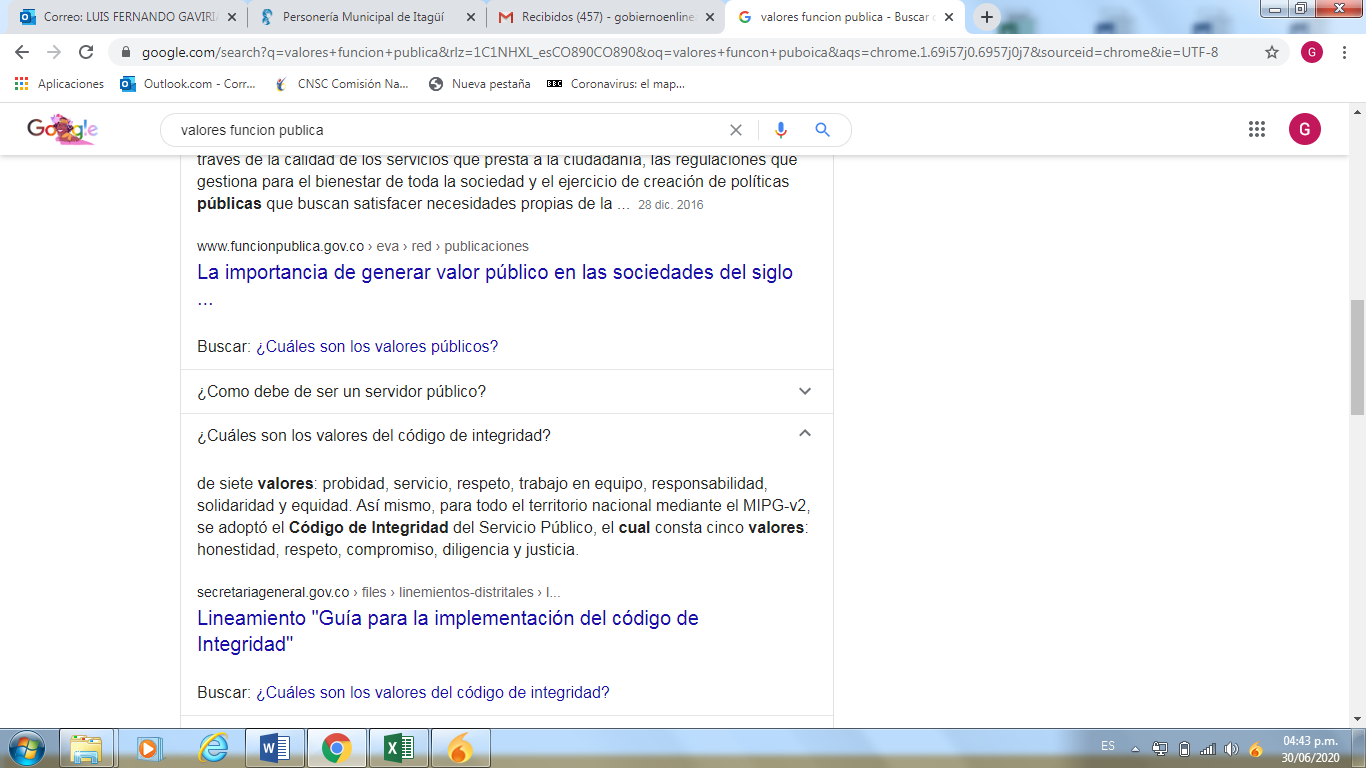 Correo: LUIS FERNANDO GAVIRIA
Personería Municipal de Itagüí
Recibidos (457) - gobiernoenline
valores funcion publica - Buscar c
google.com/search?q=valores+funcion+publica&rlz=1C1NHXL_esCO890CO890&oq=valores+funcon+puboica&aqs=chrome.1.69i57j0.6957j0j7&sourceid=chrome&ie=UTF-8
G
Aplicaciones
Outlook.com - Corr...
CNSC Comisión Na...
Nueva pestaña
BBC Coronavirus: el map...
Google
valores funcion publica
G
través de la calidad de los servicios que presta a la ciudadanía, las regulaciones que
gestiona para el bienestar de toda la sociedad y el ejercicio de creación de políticas
públicas que buscan satisfacer necesidades propias de la ... 28 dic. 2016
www.funcionpublica.gov.co › eva › red › publicaciones
La importancia de generar valor público en las sociedades del siglo
...
Buscar: ¿Cuáles son los valores públicos?
¿Como debe de ser un servidor público?
¿Cuáles son los valores del código de integridad?
de siete valores: probidad, servicio, respeto, trabajo en equipo, responsabilidad,
solidaridad y equidad. Así mismo, para todo el territorio nacional mediante el MIPG-v2,
se adoptó el Código de Integridad del Servicio Público, el cual consta cinco valores:
honestidad, respeto, compromiso, diligencia y justicia.
secretariageneral.gov.co › files › linemientos-distritales › l...
Lineamiento "Guía para la implementación del código de
Integridad"
Buscar: ¿Cuáles son los valores del código de integridad?
ES
04:43 p.m.
30/06/2020